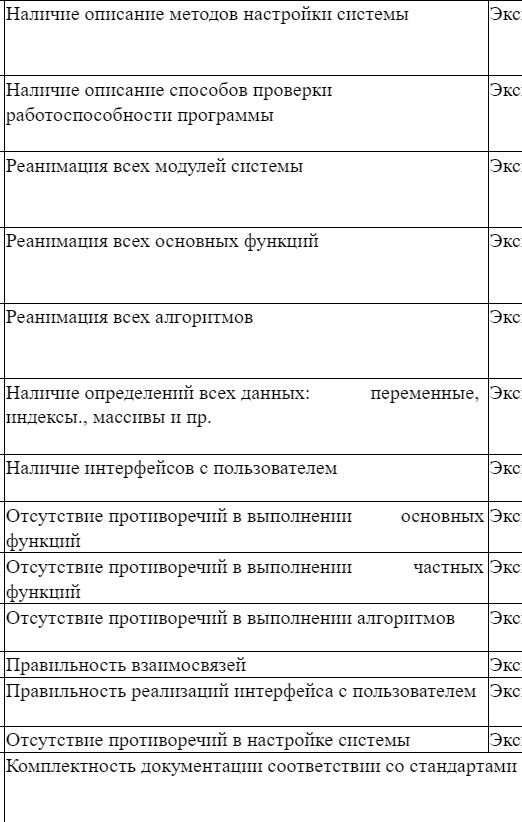 Наличие описание методов настройки системы Экс
Наличие описание способов проверки Экс
работоспособности программы
Реанимация всех модулей системы Экс
Реанимация всех основных функций Экс
Реанимация всех алгоритмов Экс
Наличие определений всех данных: переменные, Экс
индексы., массивы и пр.
Наличие интерфейсов с пользователем Экс
Отсутствие противоречий в выполнении основных Экс
функций
Отсутствие противоречий в выполнении частных Экс
функций
Отсутствие противоречий в выполнении алгоритмов Экс
Правильность взаимосвязей Экс
Правильность реализаций интерфейса с пользователем Экс
Отсутствие противоречий в настройке системы Экс
Комплектность документации соответствии со стандартами